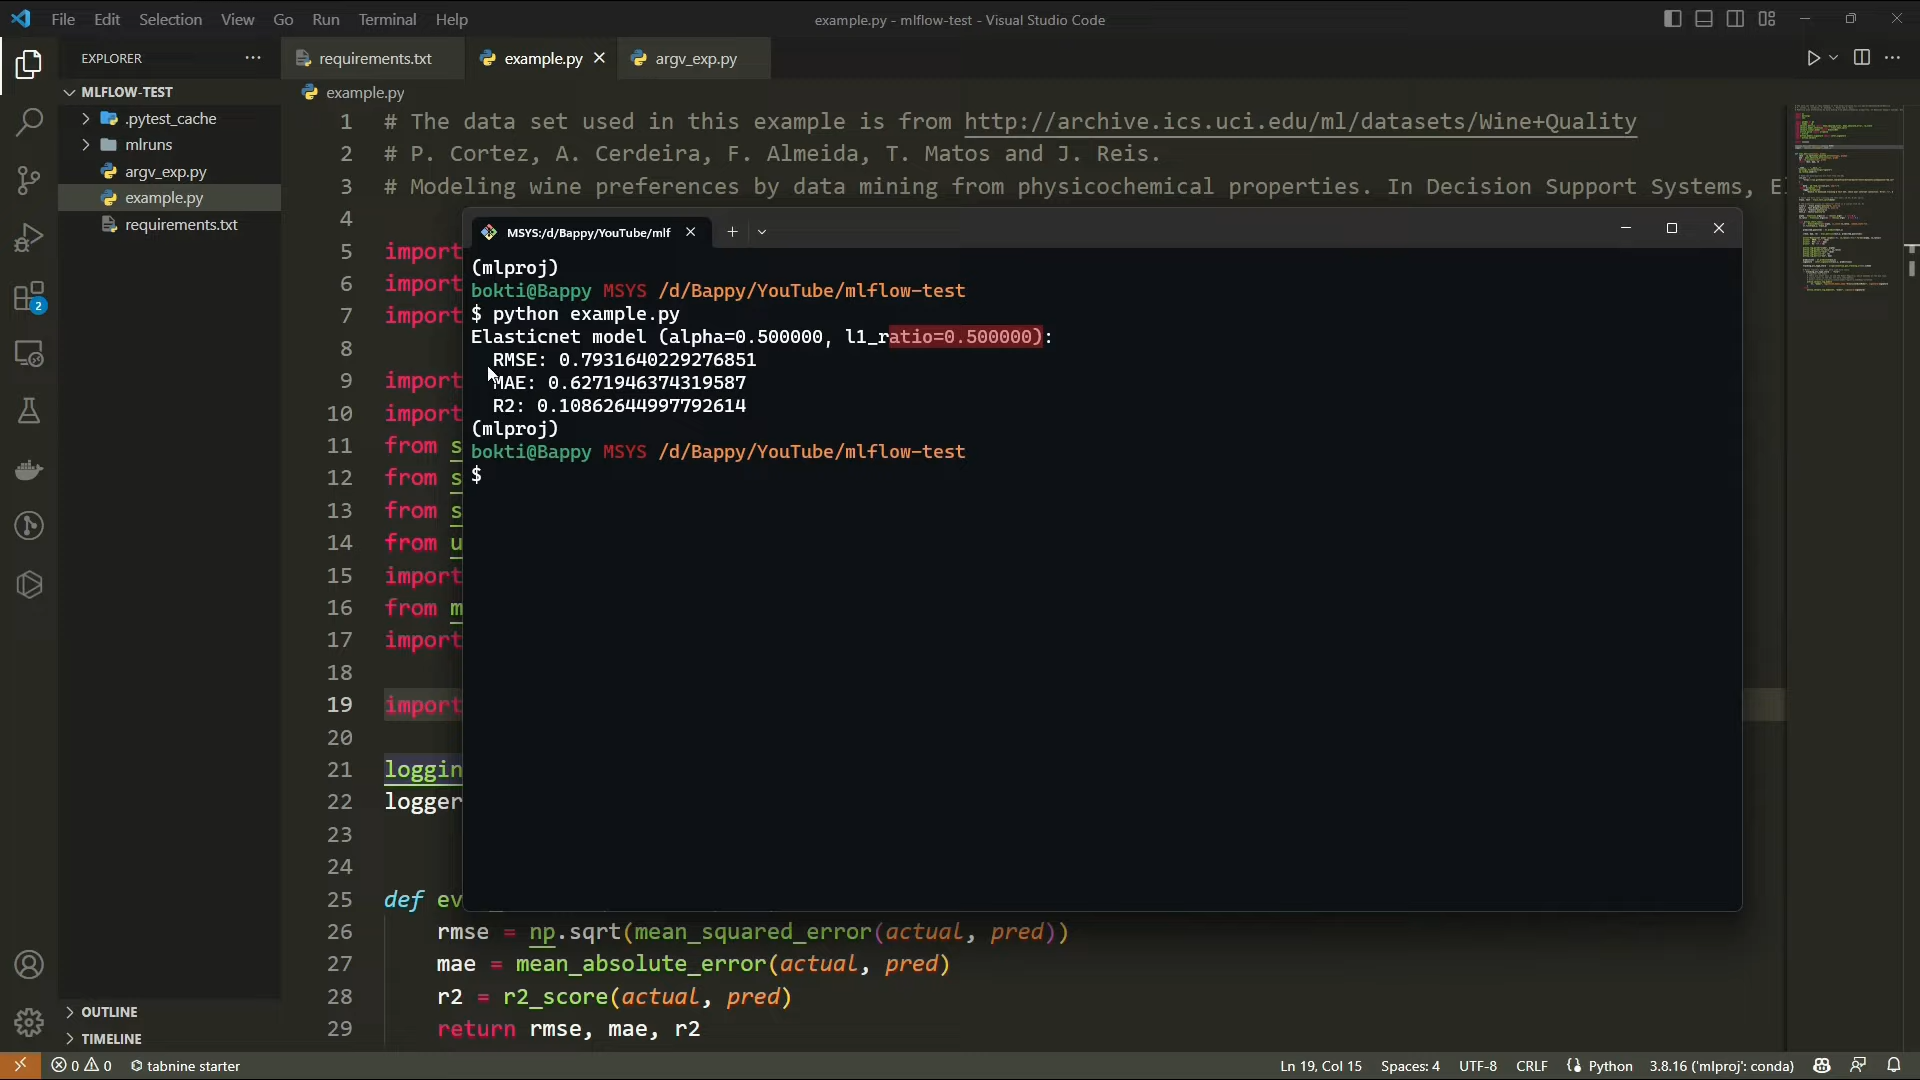 File Edit Selection View Go Run Terminal Help
example.py - mlflow-test - Visual Studio Code
EXPLORER
requirements.txt
example.py
argv_exp.py
MLFLOW-TEST
.pytest_cache
mlruns
argv_exp.py
example.py
requirements.txt
2
example.py
1 # The data set used in this example is from http://archive.ics.uci.edu/ml/datasets/Wine+Quality
2 # P. Cortez, A. Cerdeira, F. Almeida, T. Matos and J. Reis.
3 # Modeling wine preferences by data mining from physicochemical properties. In Decision Support Systems, E
4
5 import
6 import
7 import
8
9 import
10 import
11 from s
12 from s
13 from s
14 from u
15 import
16 from m
17 import
18
19 import
20
21 loggin
22 logger
23
24
25 def ev
26 rmse = np.sqrt(mean_squared_error(actual, pred))
27 mae = mean_absolute_error(actual, pred)
28 r2 = r2_score(actual, pred)
29 return rmse, mae, r2
MSYS:/d/Bappy/YouTube/mlf
(mlproj)
bokti@Bappy MSYS /d/Bappy/YouTube/mlflow-test
$ python example.py
Elasticnet model (alpha=0.500000, l1_ratio=0.500000):
RMSE: 0.7931640229276851
MAE: 0.6271946374319587
R2: 0.10862644997792614
(mlproj)
bokti@Bappy MSYS /d/Bappy/YouTube/mlflow-test
$
OUTLINE
TIMELINE
0 0 tabnine starter
Ln 19, Col 15 Spaces: 4 UTF-8 CRLF Python 3.8.16 ('mlproj': conda)